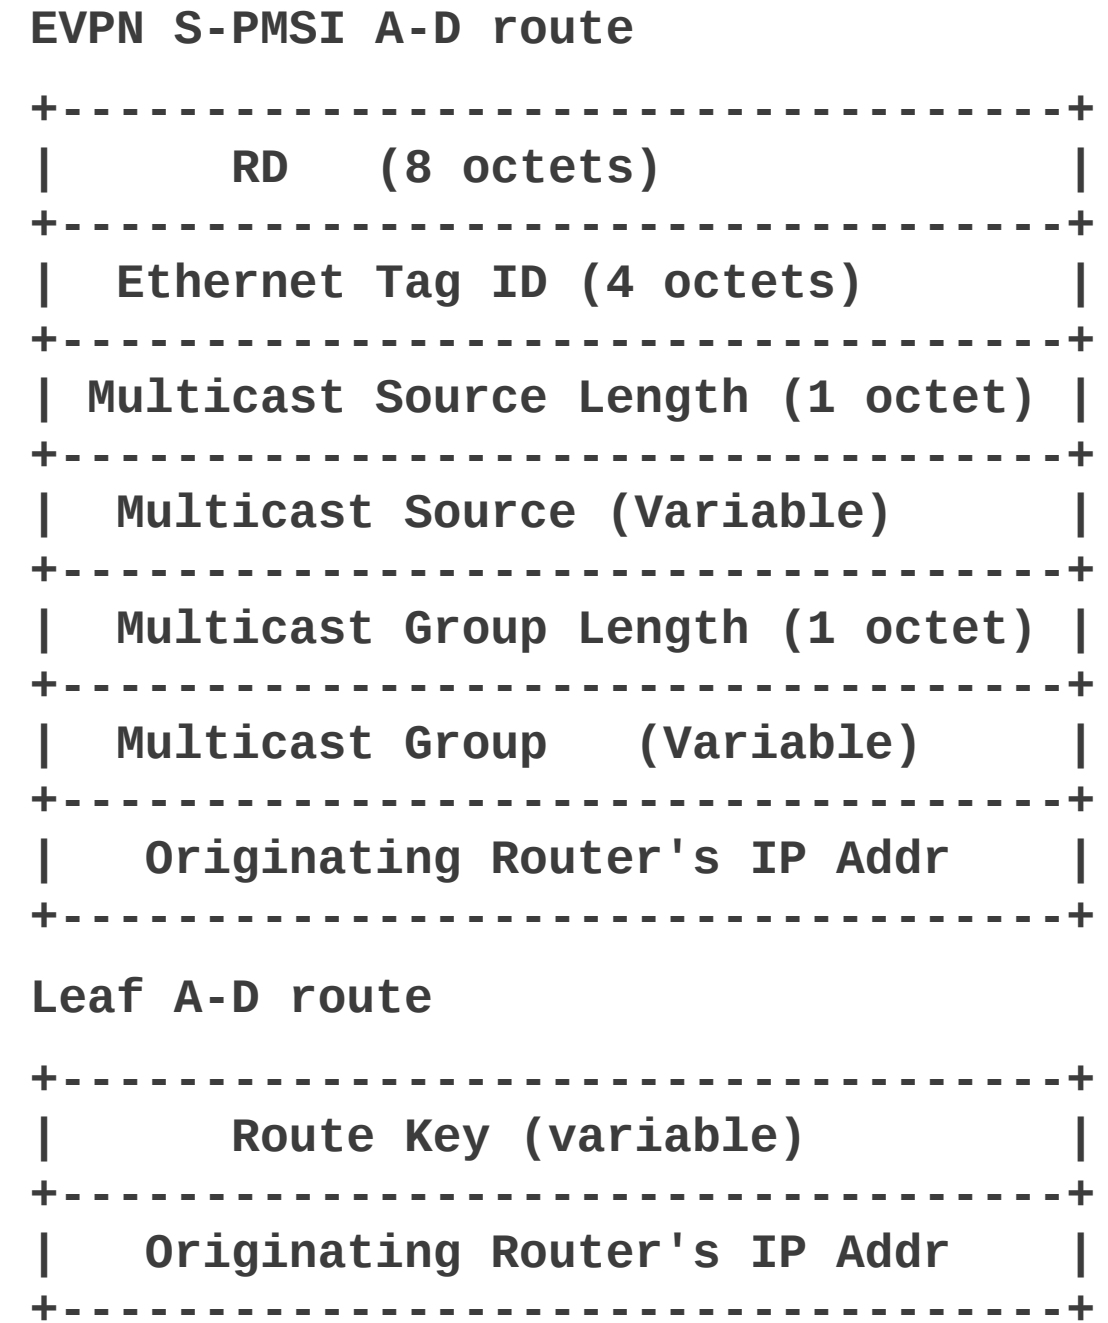 EVPN S-PMSI A-D route
+-----------------------------------+
|      RD   (8 octets)              |
+-----------------------------------+
|  Ethernet Tag ID (4 octets)       |
+-----------------------------------+
| Multicast Source Length (1 octet) |
+-----------------------------------+
|  Multicast Source (Variable)      |
+-----------------------------------+
|  Multicast Group Length (1 octet) |
+-----------------------------------+
|  Multicast Group   (Variable)     |
+-----------------------------------+
|   Originating Router's IP Addr    |
+-----------------------------------+
Leaf A-D route
+-----------------------------------+
|      Route Key (variable)         |
+-----------------------------------+
|   Originating Router's IP Addr    |
+-----------------------------------+